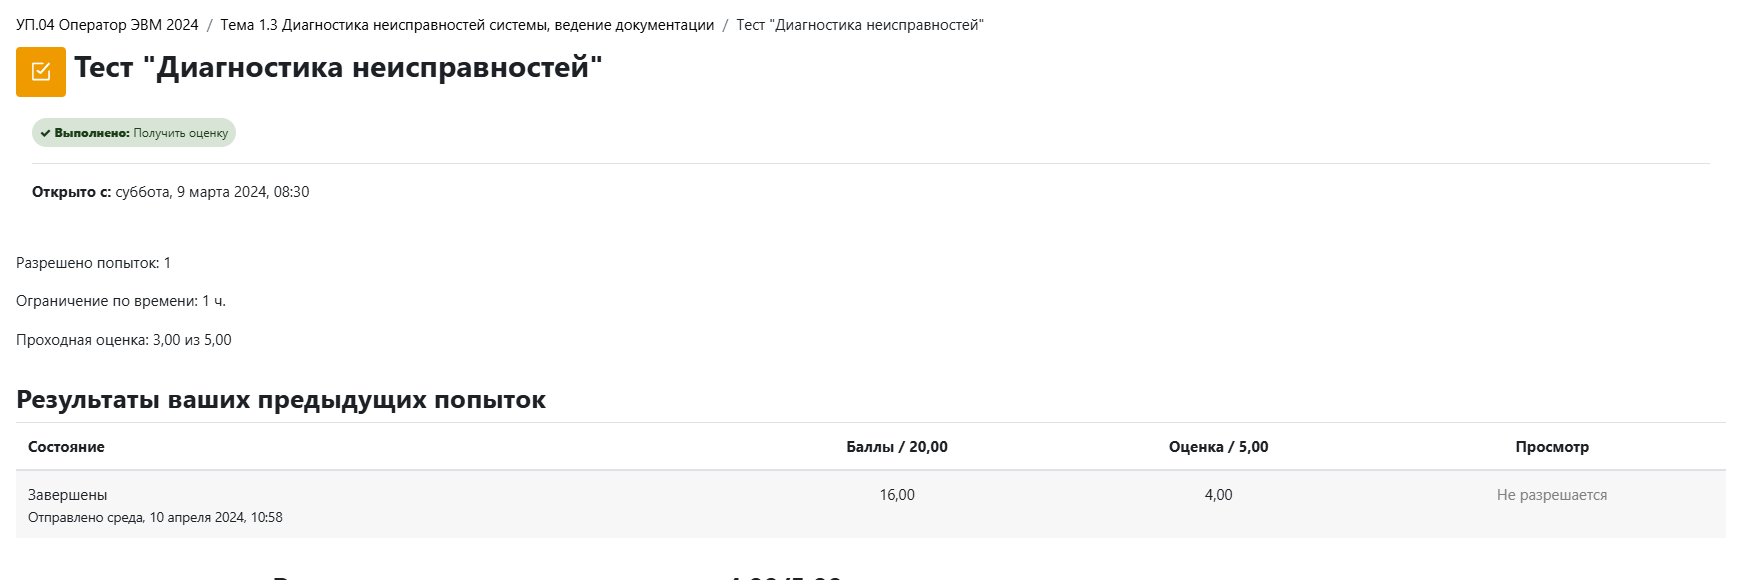 УП.04 Оператор ЭВМ 2024 / Тема 1.3 Диагностика неисправностей системы, ведение документации / Тест "Диагностика неисправностей"
Тест "Диагностика неисправностей"
Выполнено: Получить оценку
Открыто с: суббота, 9 марта 2024, 08:30
Разрешено попыток: 1
Ограничение по времени: 1 ч.
Проходная оценка: 3,00 из 5,00
Результаты ваших предыдущих попыток
Состояние Баллы / 20,00 Оценка / 5,00 Просмотр
Завершены 16,00 4,00 Не разрешается
Отправлено среда, 10 апреля 2024, 10:58